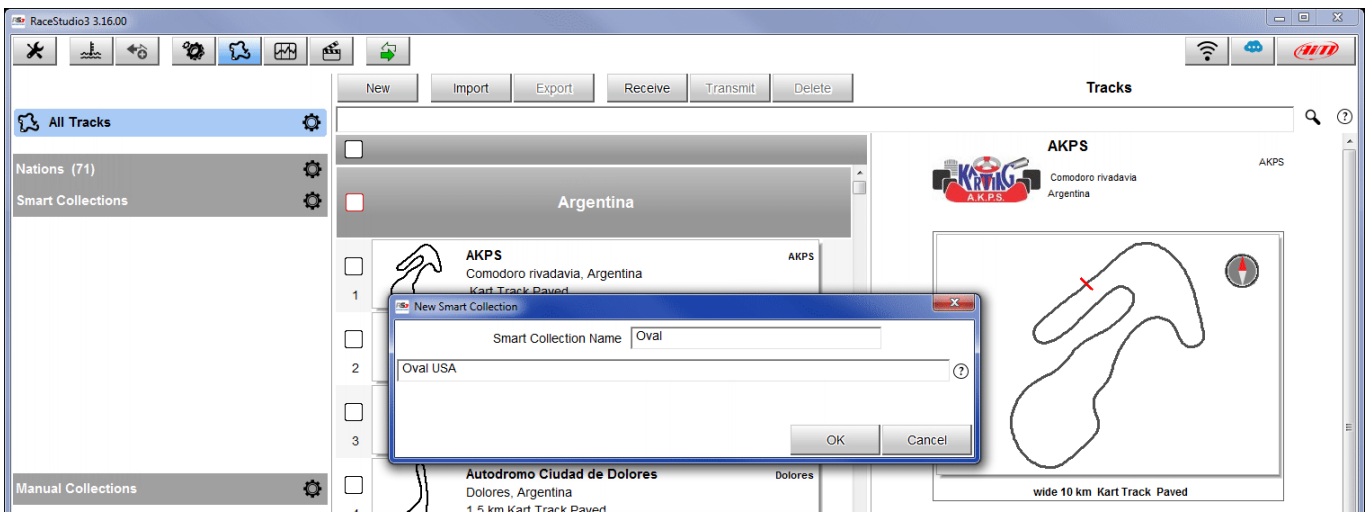 RaceStudio3 3.16.00
AiM
New
Import
Export
Receive
Transmit
Delete
Tracks
All Tracks
Nations (71)
Smart Collections
Manual Collections
Argentina
AKPS
AKPS
Comodoro rivadavia, Argentina
Kart Track Paved
1
2
3
Autodromo Ciudad de Dolores
Dolores
Dolores, Argentina
1.5 km Kart Track Paved
New Smart Collection
Smart Collection Name
Oval
Oval USA
?
OK
Cancel
?
AKPS
AKPS
KARTING
A.K.P.S.
Comodoro rivadavia
Argentina
wide 10 km Kart Track Paved